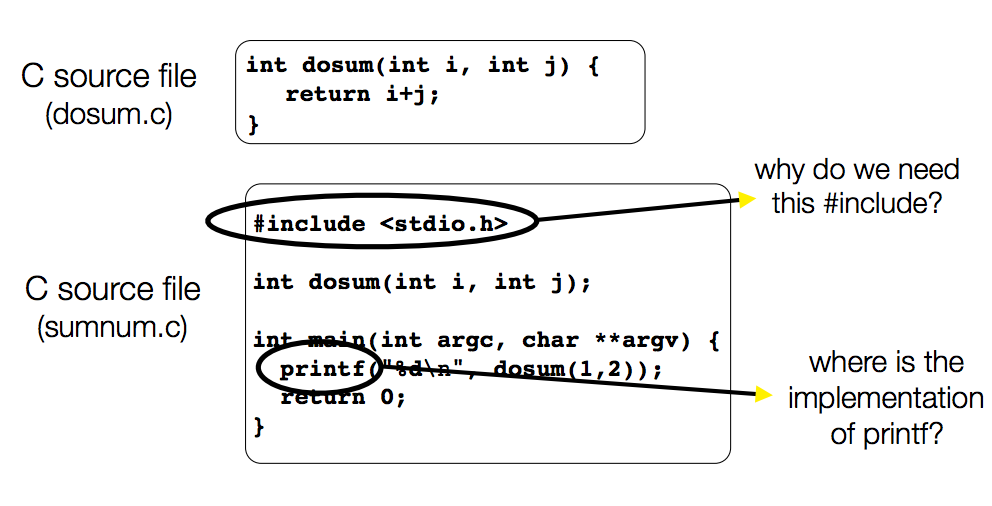 C source file
(dosum.c)
int dosum(int i, int j) {
return i+j;
}
why do we need
this #include?
C source file
(sumnum.c)
#include <stdio.h>
int dosum(int i, int j);
int main(int argc, char **argv) {
printf("%d\n", dosum(1,2));
return 0;
}
where is the
implementation
of printf?